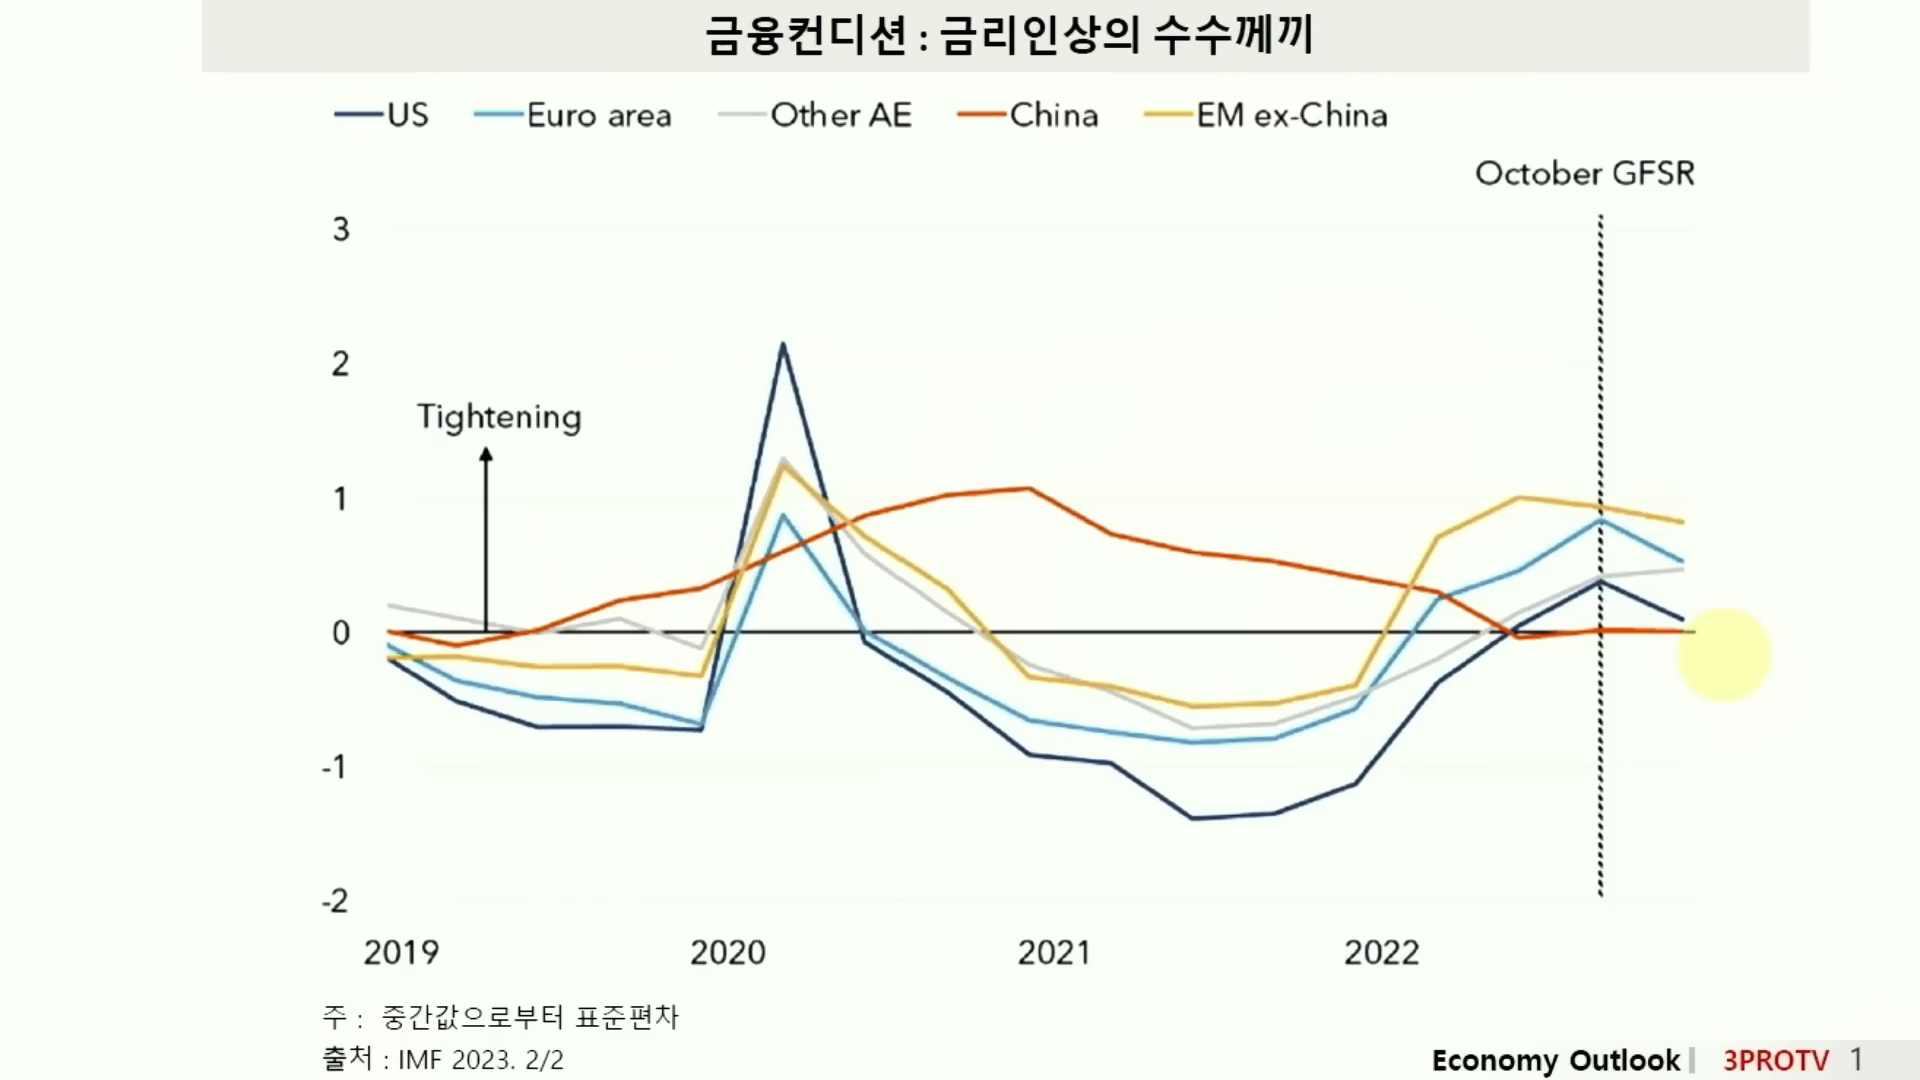 금융컨디션 : 금리인상의 수수께끼
US Euro area Other AE China EM ex-China
October GFSR
3
2
Tightening
1
0
-1
-2
2019 2020 2021 2022
주 : 중간값으로부터 표준편차
출처 : IMF 2023. 2/2
Economy Outlook | 3PROTV 1